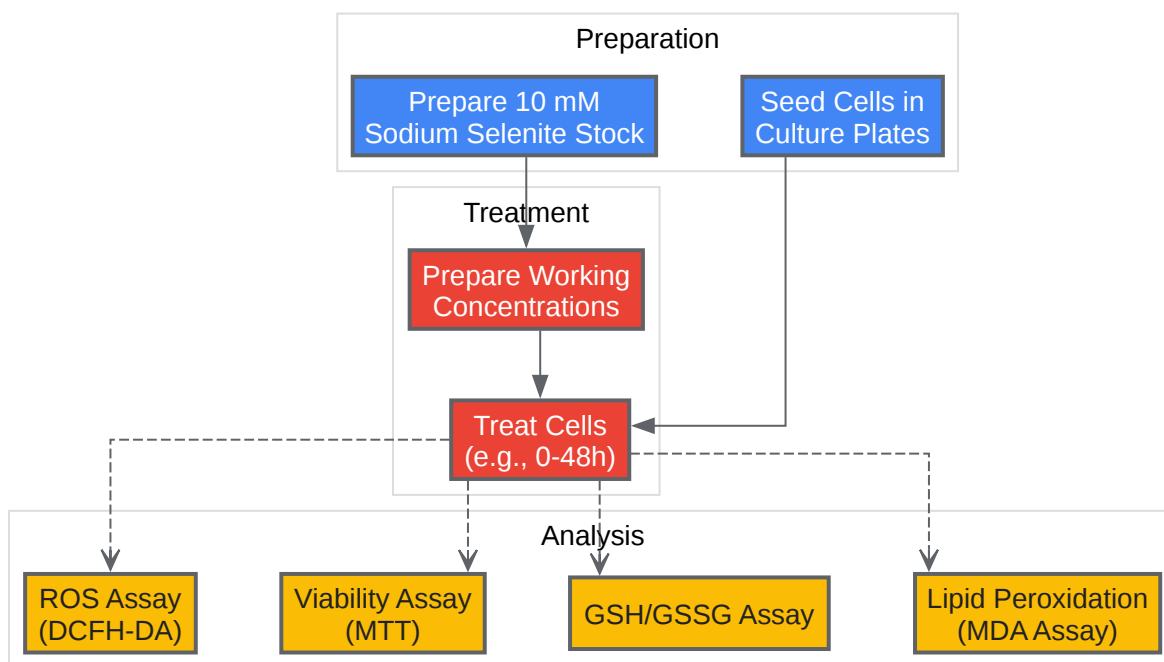 Preparation
Prepare 10 mM
Sodium Selenite Stock
Seed Cells in
Culture Plates
Treatment
Prepare Working
Concentrations
Treat Cells
(e.g., 0-48h)
Analysis
ROS Assay
(DCFH-DA)
Viability Assay
(MTT)
GSH/GSSG Assay
Lipid Peroxidation
(MDA Assay)